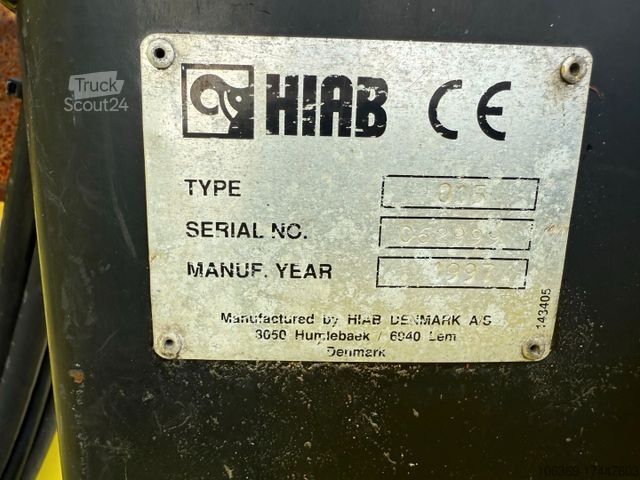 Truck
Scout24
HIAB CE
TYPE 015
SERIAL NO.
MANUF. YEAR 1997
Manufactured by HIAB DENMARK A/S
3050 Humlebaek / 6940 Lem
Denmark
143405